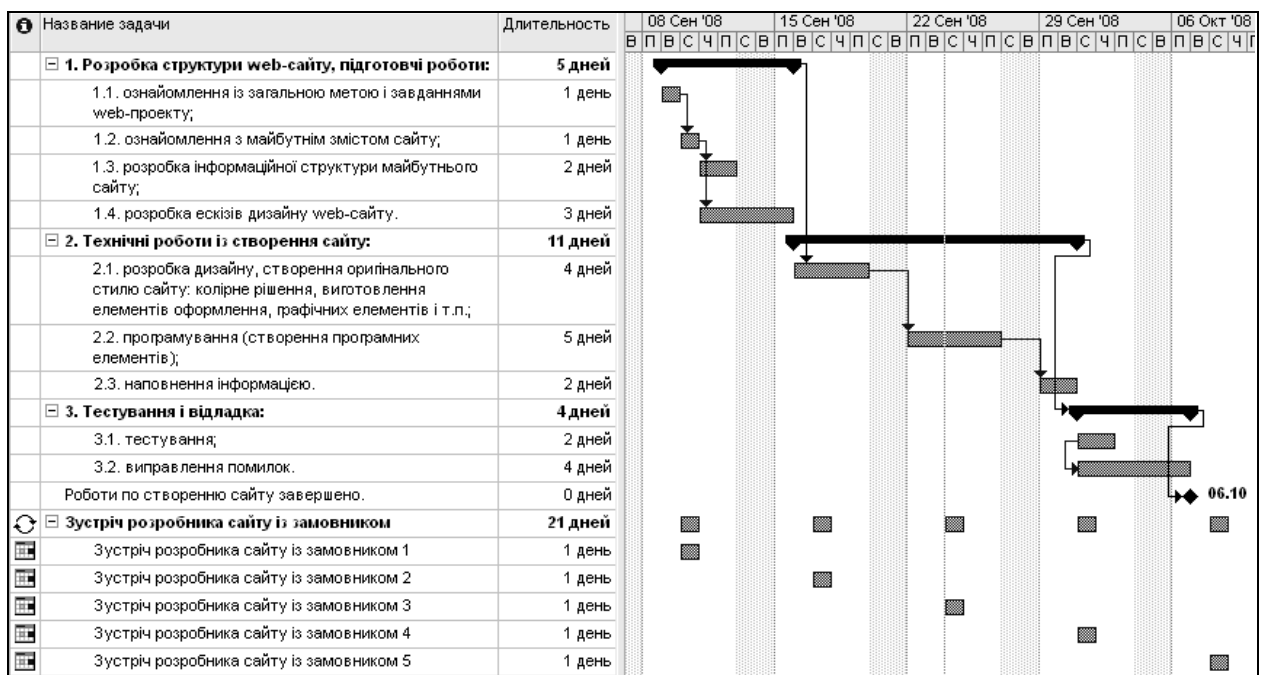 Название задачи Длительность 08 Сен '08 15 Сен '08 22 Сен '08 29 Сен '08 06 Окт '08
В П В С Ч П С В П В С Ч П С В П В С Ч П С В П В С Ч П С В П В С Ч П
1. Розробка структури web-сайту, підготовчі роботи: 5 дней
1.1. ознайомлення із загальною метою і завданнями 1 день
web-проекту;
1.2. ознайомлення з майбутнім змістом сайту; 1 день
1.3. розробка інформаційної структури майбутнього 2 дней
сайту;
1.4. розробка ескізів дизайну web-сайту. 3 дней
2. Технічні роботи із створення сайту: 11 дней
2.1. розробка дизайну, створення оригінального 4 дней
стилю сайту: колірне рішення, виготовлення
елементів оформлення, графічних елементів і т.п.;
2.2. програмування (створення програмних 5 дней
елементів);
2.3. наповнення інформацією. 2 дней
3. Тестування і відладка: 4 дней
3.1. тестування; 2 дней
3.2. виправлення помилок. 4 дней
Роботи по створенню сайту завершено. 0 дней 06.10
Зустріч розробника сайту із замовником 21 дней
Зустріч розробника сайту із замовником 1 1 день
Зустріч розробника сайту із замовником 2 1 день
Зустріч розробника сайту із замовником 3 1 день
Зустріч розробника сайту із замовником 4 1 день
Зустріч розробника сайту із замовником 5 1 день